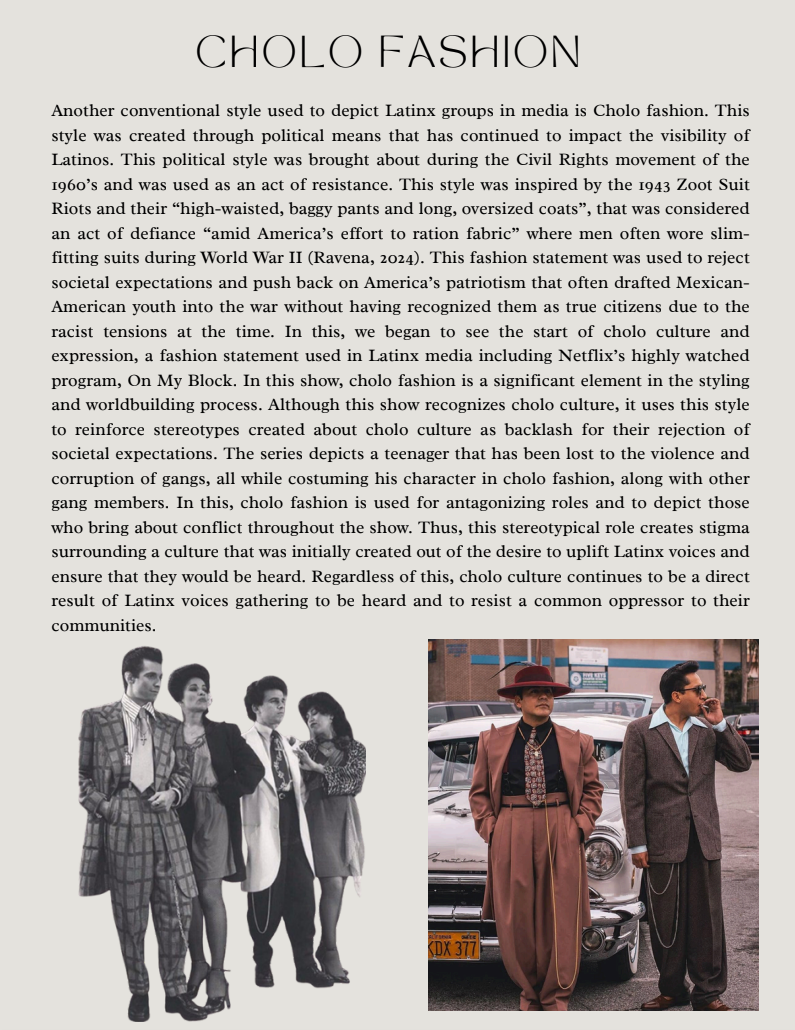 CHOLO FASHION
Another conventional style used to depict Latinx groups in media is Cholo fashion. This
style was created through political means that has continued to impact the visibility of
Latinos. This political style was brought about during the Civil Rights movement of the
1960's and was used as an act of resistance. This style was inspired by the 1943 Zoot Suit
Riots and their “high-waisted, baggy pants and long, oversized coats”, that was considered
an act of defiance “amid America's effort to ration fabric” where men often wore slim-
fitting suits during World War II (Ravena, 2024). This fashion statement was used to reject
societal expectations and push back on America's patriotism that often drafted Mexican-
American youth into the war without having recognized them as true citizens due to the
racist tensions at the time. In this, we began to see the start of cholo culture and
expression, a fashion statement used in Latinx media including Netflix's highly watched
program, On My Block. In this show, cholo fashion is a significant element in the styling
and worldbuilding process. Although this show recognizes cholo culture, it uses this style
to reinforce stereotypes created about cholo culture as backlash for their rejection of
societal expectations. The series depicts a teenager that has been lost to the violence and
corruption of gangs, all while costuming his character in cholo fashion, along with other
gang members. In this, cholo fashion is used for antagonizing roles and to depict those
who bring about conflict throughout the show. Thus, this stereotypical role creates stigma
surrounding a culture that was initially created out of the desire to uplift Latinx voices and
ensure that they would be heard. Regardless of this, cholo culture continues to be a direct
result of Latinx voices gathering to be heard and to resist a common oppressor to their
communities.
KDX 377